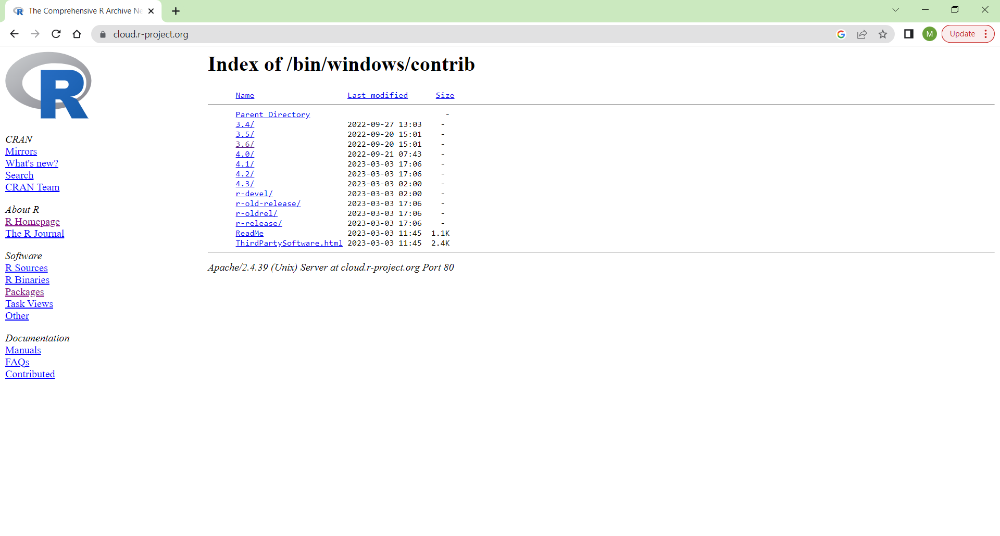 The Comprehensive R Archive Ne
cloud.r-project.org
M
Update
R
CRAN
Mirrors
What's new?
Search
CRAN Team
About R
R Homepage
The R Journal
Software
R Sources
R Binaries
Packages
Task Views
Other
Documentation
Manuals
FAQs
Contributed
Index of /bin/windows/contrib
Name Last modified Size
Parent Directory -
3.4/ 2022-09-27 13:03 -
3.5/ 2022-09-20 15:01 -
3.6/ 2022-09-20 15:01 -
4.0/ 2022-09-21 07:43 -
4.1/ 2023-03-03 17:06 -
4.2/ 2023-03-03 17:06 -
4.3/ 2023-03-03 02:00 -
r-devel/ 2023-03-03 02:00 -
r-old-release/ 2023-03-03 17:06 -
r-oldrel/ 2023-03-03 17:06 -
r-release/ 2023-03-03 17:06 -
ReadMe 2023-03-03 11:45 1.1K
ThirdPartySoftware.html 2023-03-03 11:45 2.4K
Apache/2.4.39 (Unix) Server at cloud.r-project.org Port 80